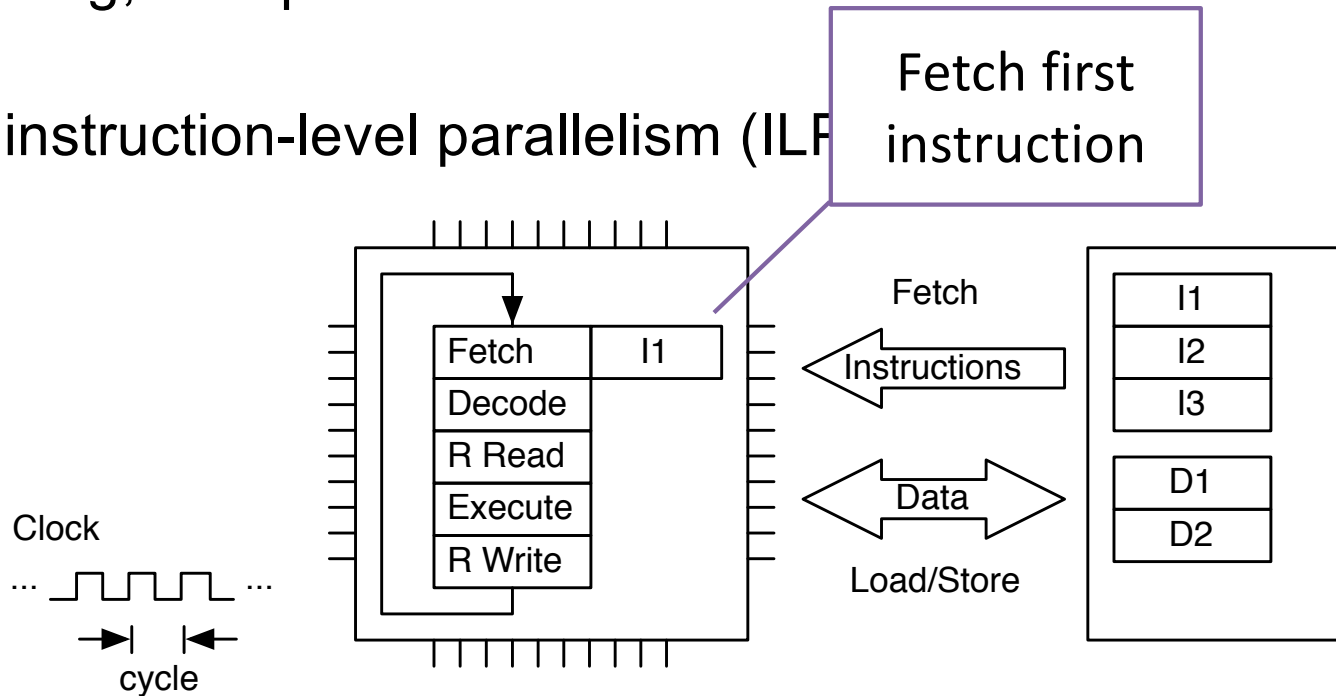 Fetch first
instruction
instruction-level parallelism (IL
Fetch
I1
I1
Fetch
I2
Instructions
Decode
I3
R Read
D1
Execute
Data
D2
Clock
R Write
Load/Store
... ...
cycle